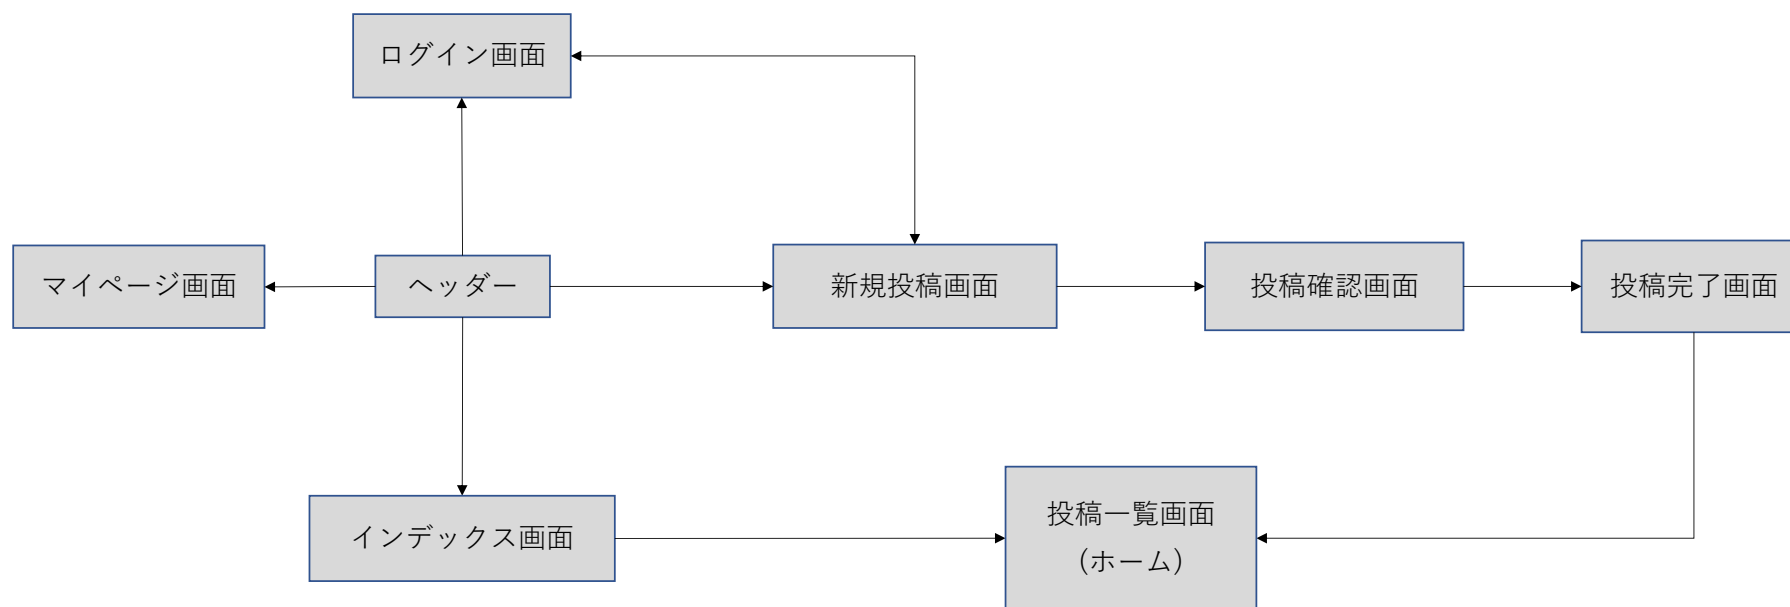 ログイン画面
マイページ画面
ヘッダー
新規投稿画面
投稿確認画面
投稿完了画面
インデックス画面
投稿一覧画面
(ホーム)